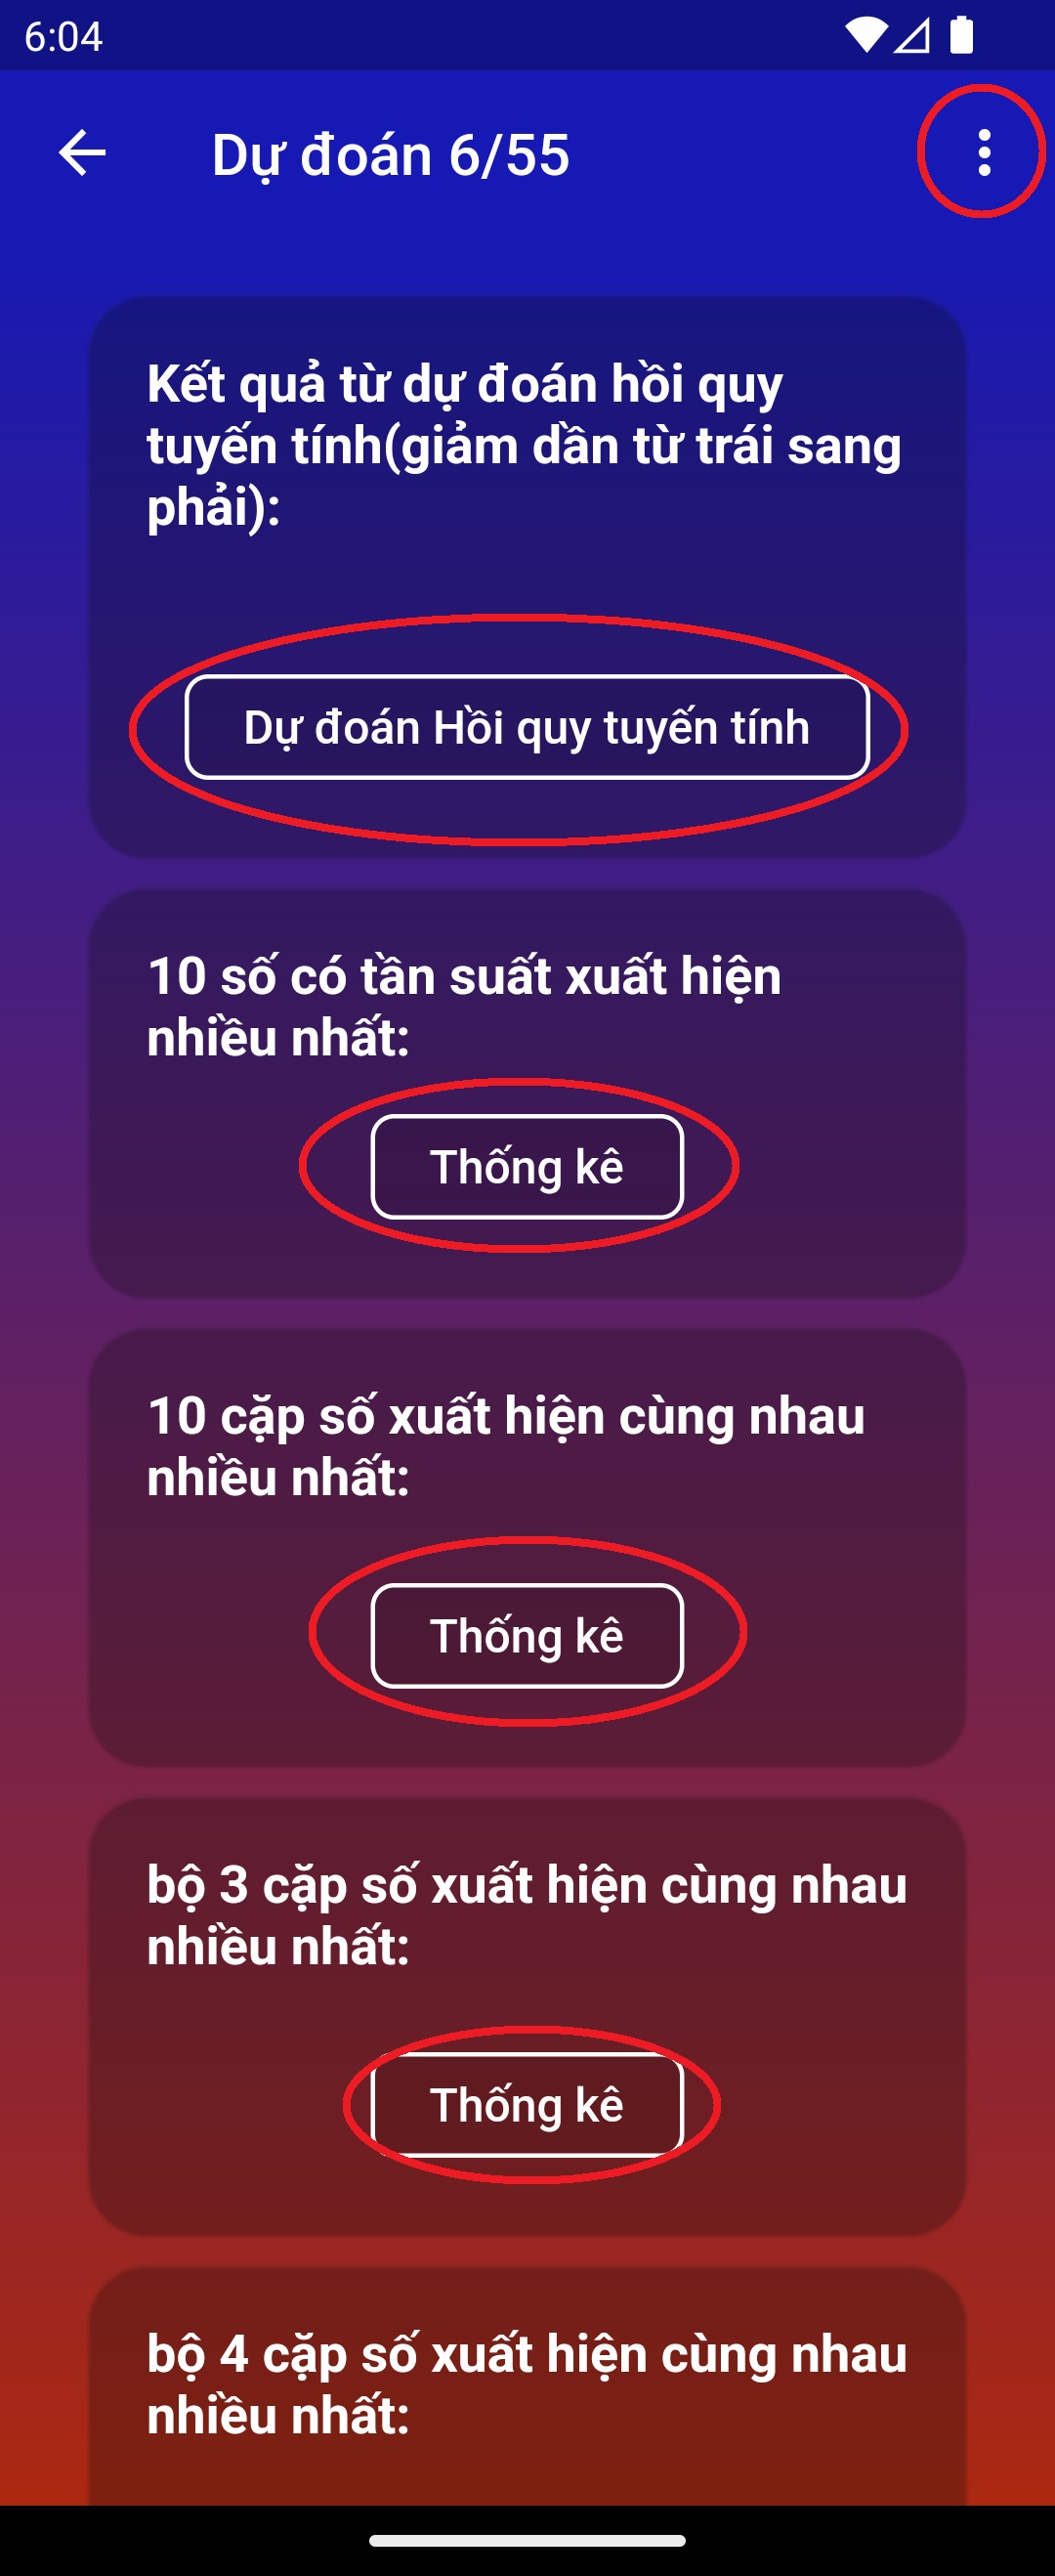 6:04
Dự đoán 6/55
Kết quả từ dự đoán hồi quy
tuyến tính(giảm dần từ trái sang
phải):
Dự đoán Hồi quy tuyến tính
10 số có tần suất xuất hiện
nhiều nhất:
Thống kê
10 cặp số xuất hiện cùng nhau
nhiều nhất:
Thống kê
bộ 3 cặp số xuất hiện cùng nhau
nhiều nhất:
Thống kê
bộ 4 cặp số xuất hiện cùng nhau
nhiều nhất: